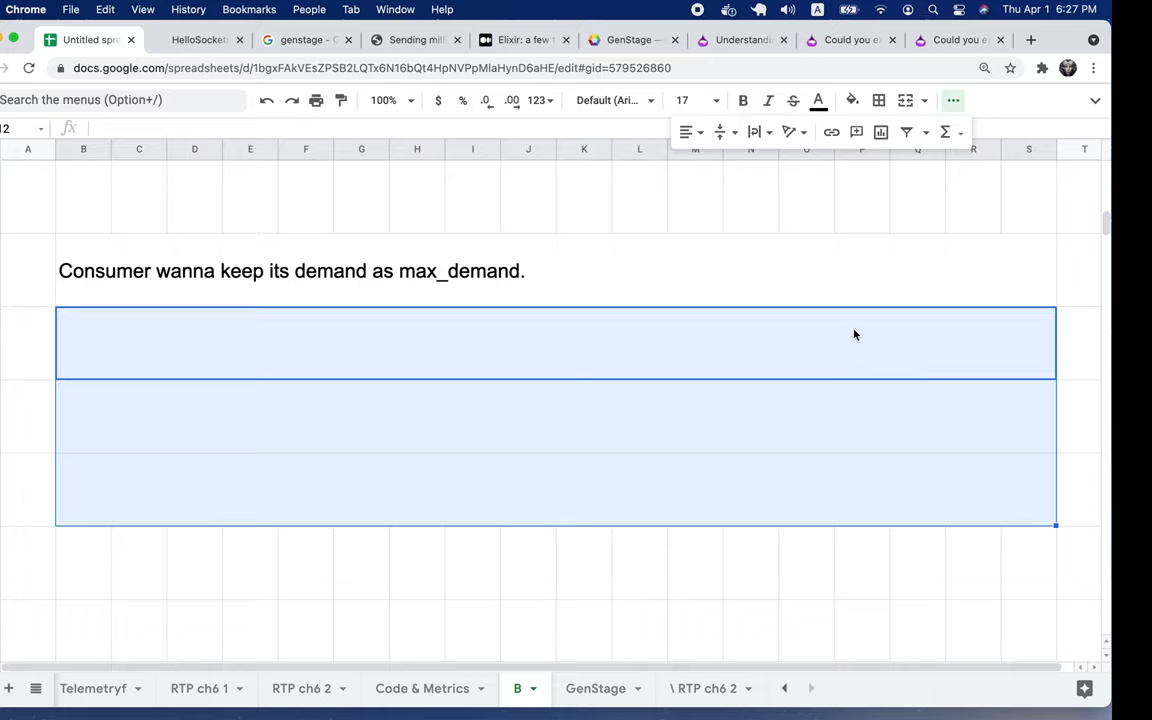 Chrome File Edit View History Bookmarks People Tab Window Help A Thu Apr 1 6:27 PM
Untitled spre HelloSockets genstage - G Sending mill Elixir: a few t GenStage — Understandi Could you e Could you e
docs.google.com/spreadsheets/d/1bgxFAkVEsZPSB2LQTx6N16bQt4HpNVPpMlaHynD6aHE/edit#gid=579526860
Search the menus (Option+/) 100% $ % .0 .00 123 Default (Ari... 17 B I S A
12 fx
A B C D E F G H I J K L M N O P Q R S T
Consumer wanna keep its demand as max_demand.
Telemetryf RTP ch6 1 RTP ch6 2 Code & Metrics B GenStage \ RTP ch6 2